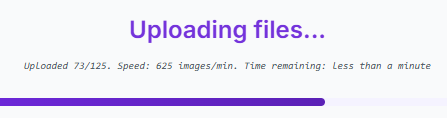 Uploading files...
Uploaded 73/125. Speed: 625 images/min. Time remaining: Less than a minute